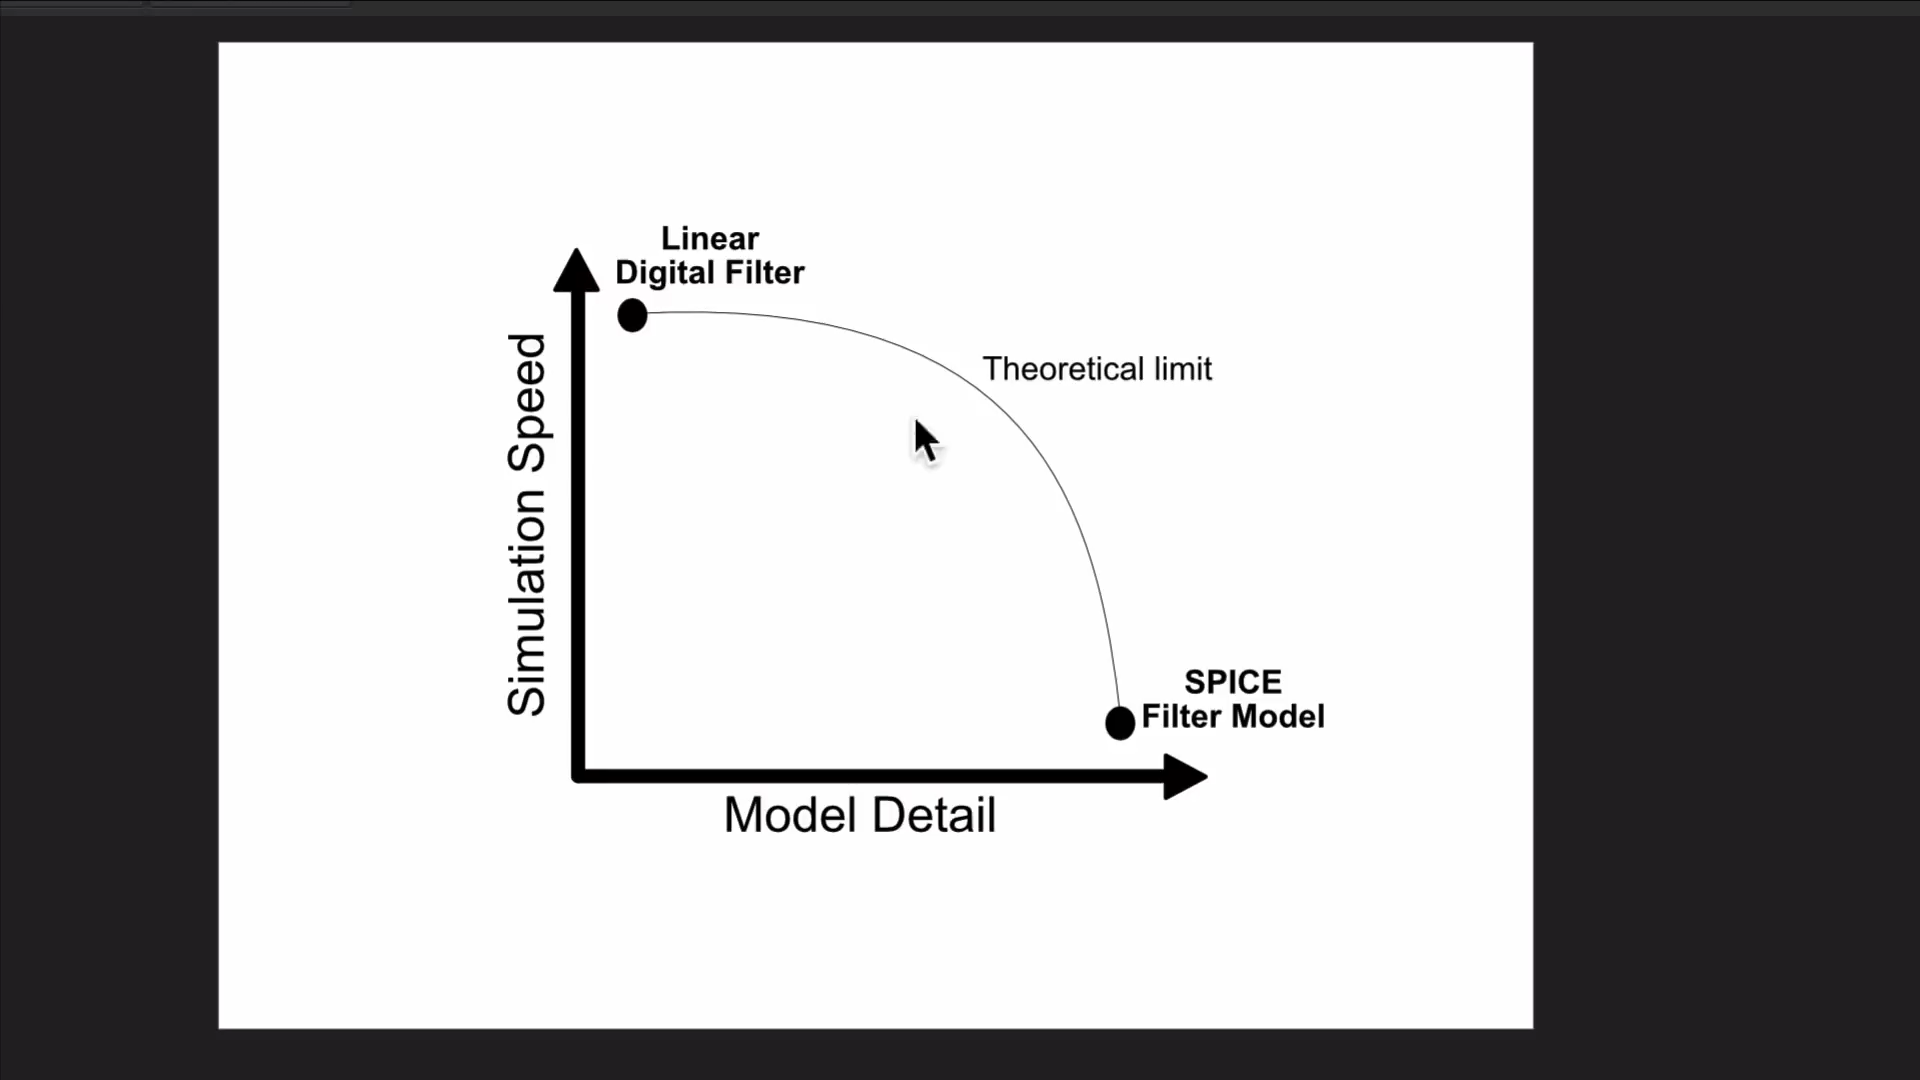 Linear
Digital Filter
Theoretical limit
Simulation Speed
SPICE
Filter Model
Model Detail